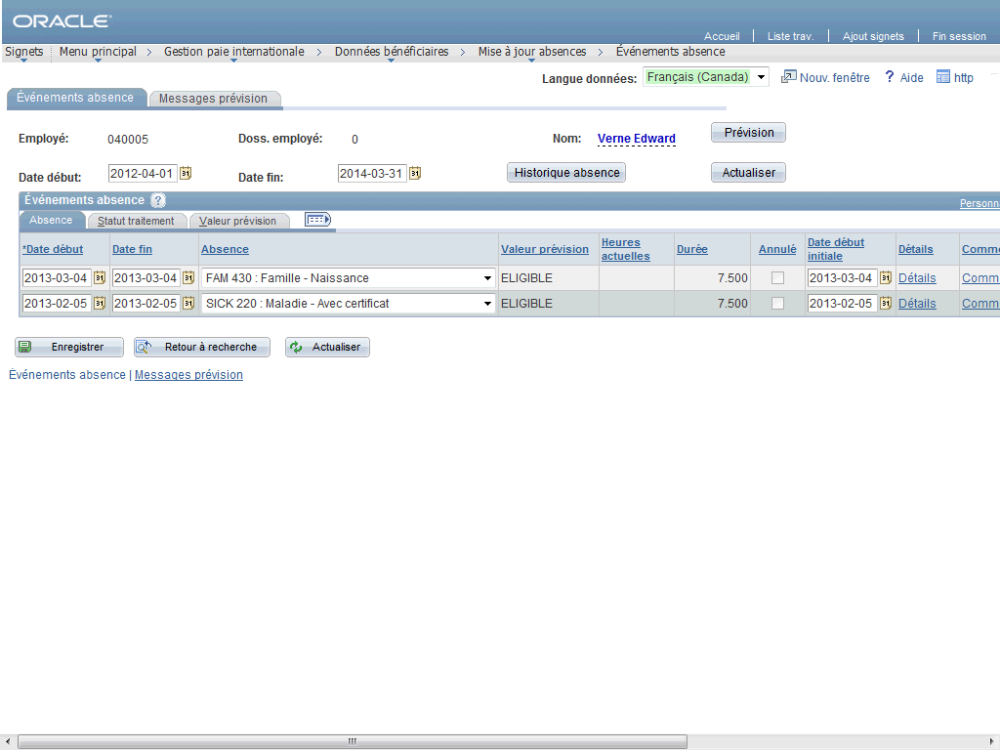 ORACLE
Accueil Liste trav. Ajout signets Fin session
Signets Menu principal > Gestion paie internationale > Données bénéficiaires > Mise à jour absences > Événements absence
Langue données: Français (Canada) Nouv. fenêtre ? Aide http
Événements absence Messages prévision
Employé: 040005 Doss. employé: 0 Nom: Verne Edward Prévision
Date début: 2012-04-01 Date fin: 2014-03-31 Historique absence Actualiser
Événements absence ? Personn
Absence Statut traitement Valeur prévision
*Date début Date fin Absence Valeur prévision Heures actuelles Durée Annulé Date début initiale Détails Comme
2013-03-04 2013-03-04 FAM 430 : Famille - Naissance ELIGIBLE 7.500 2013-03-04 Détails Comm
2013-02-05 2013-02-05 SICK 220 : Maladie - Avec certificat ELIGIBLE 7.500 2013-02-05 Détails Comm
Enregistrer Retour à recherche Actualiser
Événements absence | Messages prévision